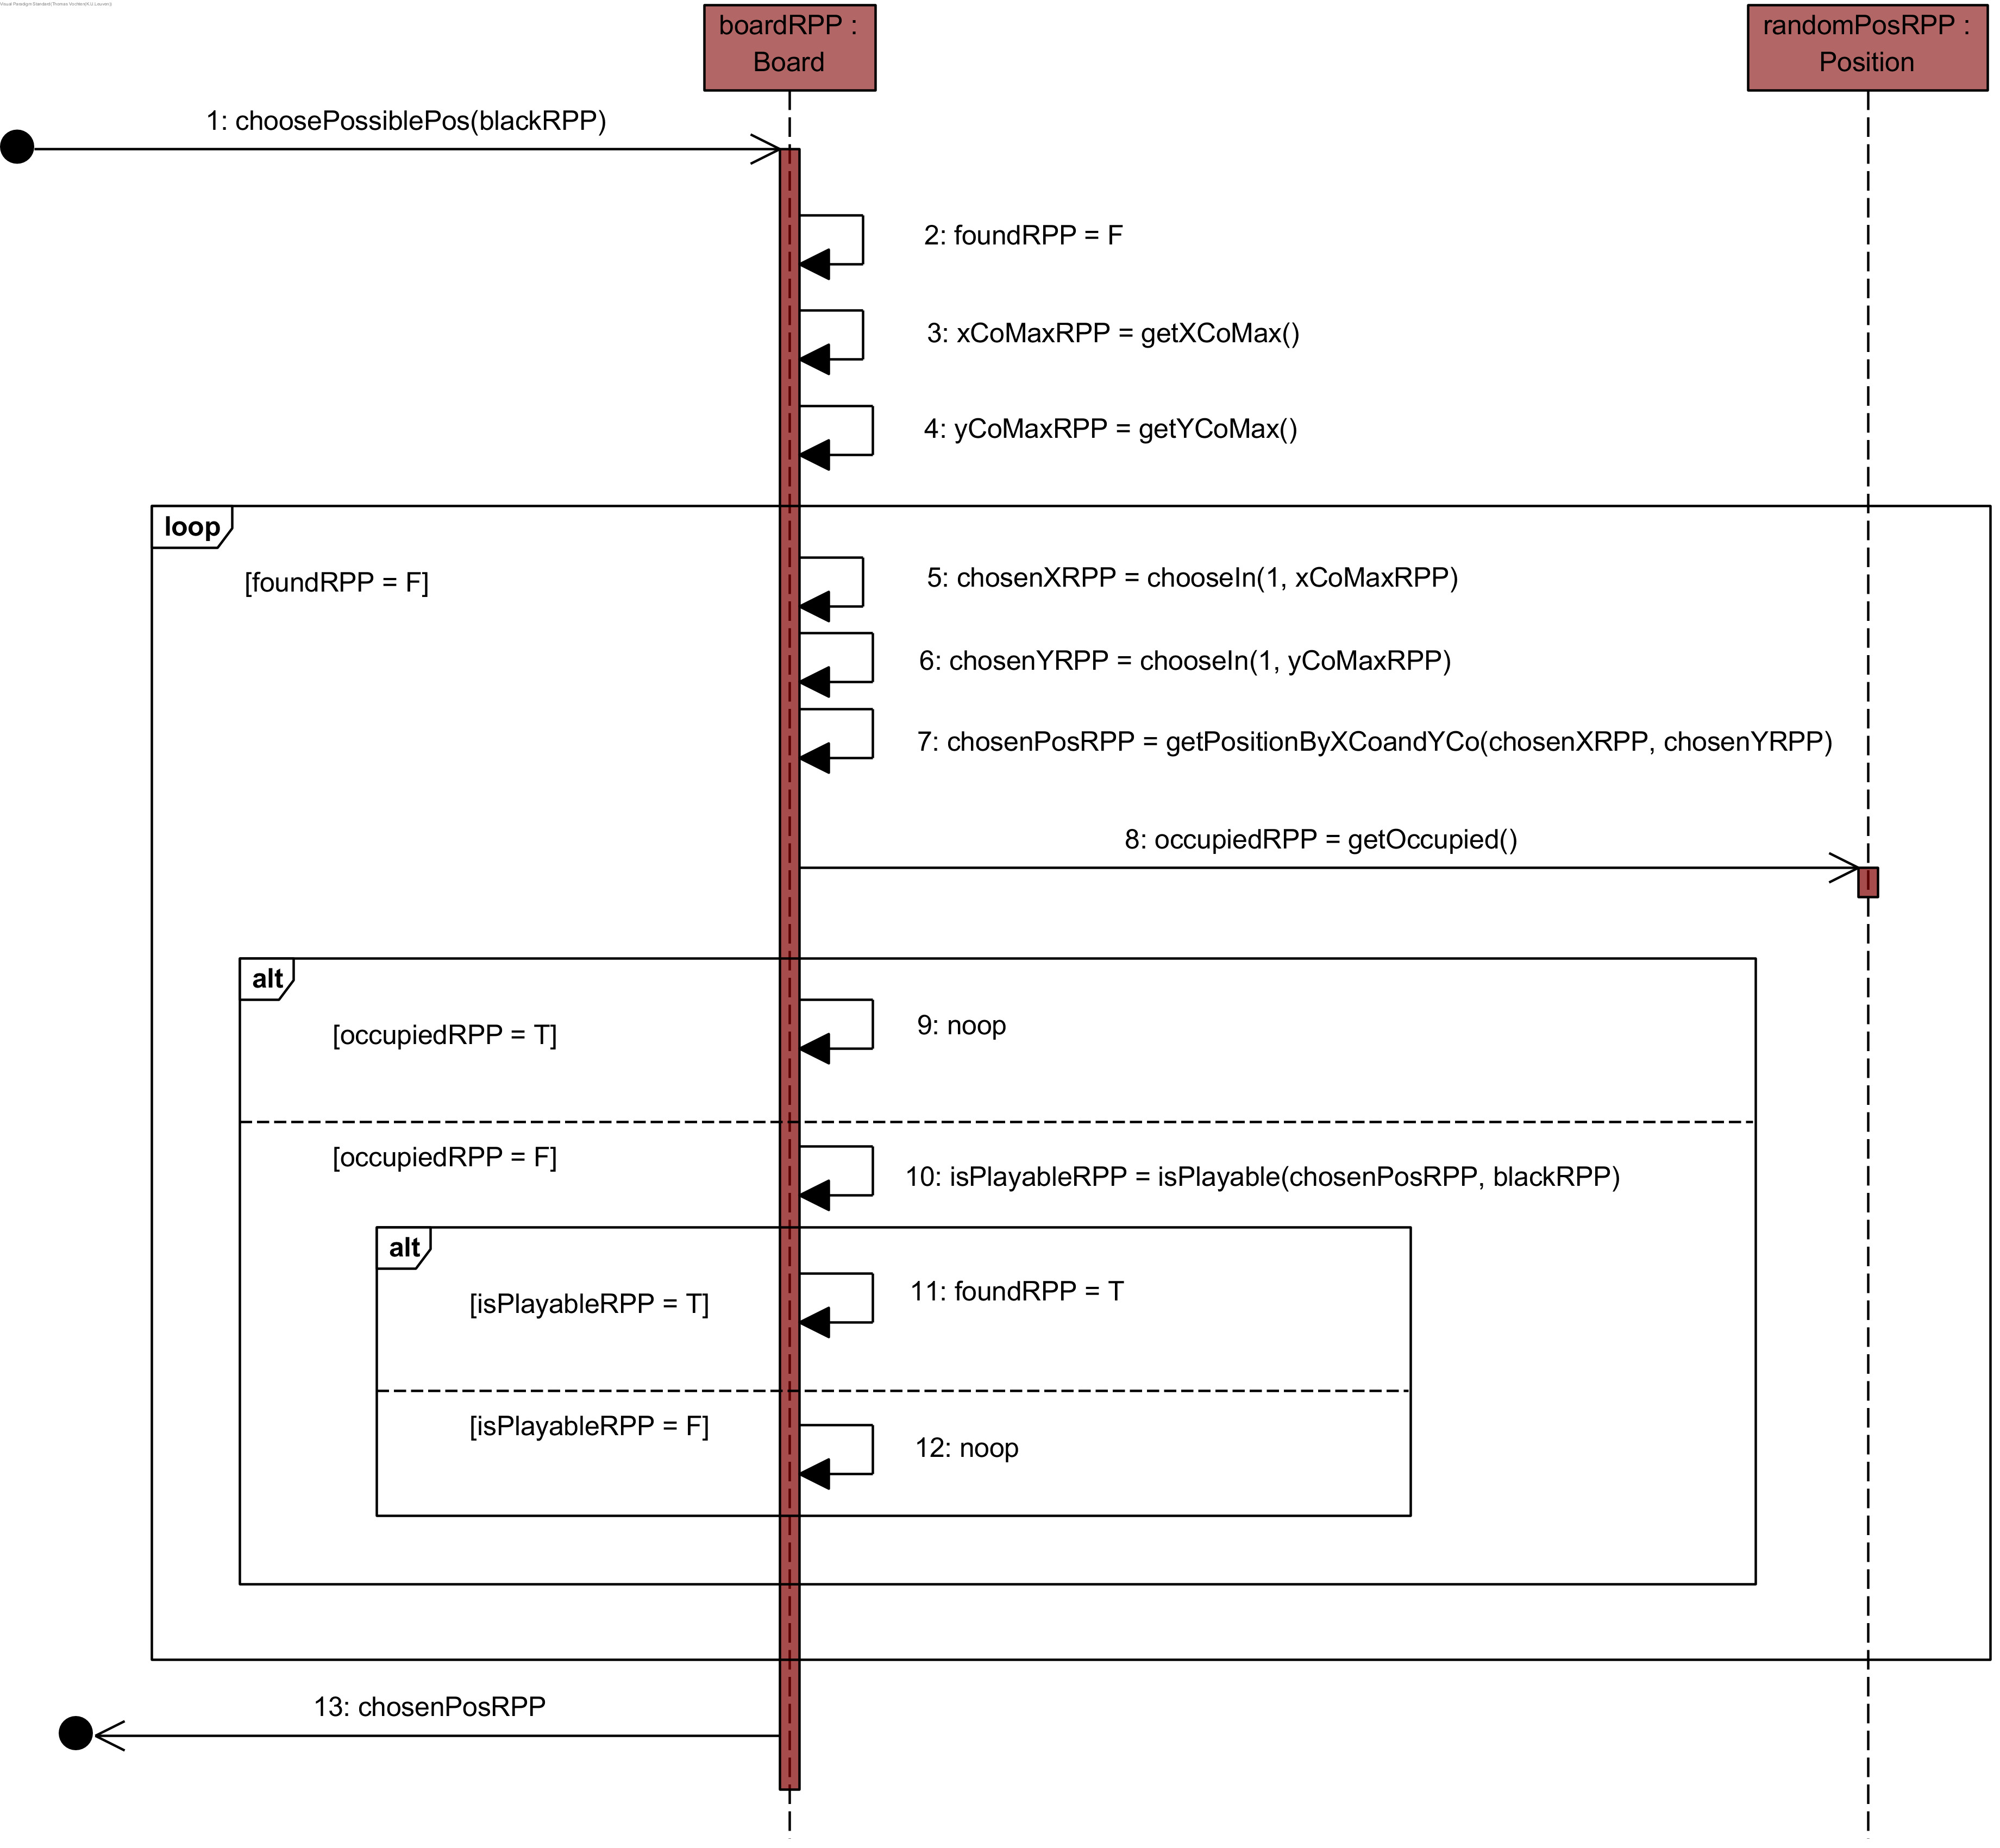 Visual Paradigm Standard(Thomas Vochten(KU Leuven))
boardRPP :
Board
randomPosRPP :
Position
1: choosePossiblePos(blackRPP)
2: foundRPP = F
3: xCoMaxRPP = getXCoMax()
4: yCoMaxRPP = getYCoMax()
loop
[foundRPP = F]
5: chosenXRPP = chooseIn(1, xCoMaxRPP)
6: chosenYRPP = chooseIn(1, yCoMaxRPP)
7: chosenPosRPP = getPositionByXCoandYCo(chosenXRPP, chosenYRPP)
8: occupiedRPP = getOccupied()
alt
[occupiedRPP = T]
9: noop
[occupiedRPP = F]
10: isPlayableRPP = isPlayable(chosenPosRPP, blackRPP)
alt
[isPlayableRPP = T]
11: foundRPP = T
[isPlayableRPP = F]
12: noop
13: chosenPosRPP